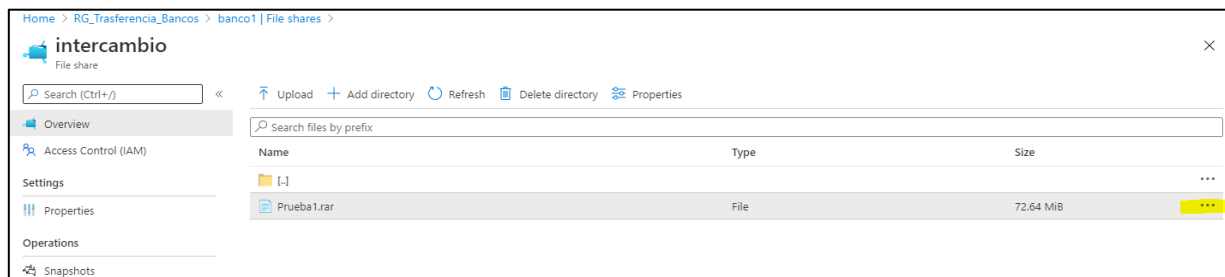 Home > RG_Trasferencia_Bancos > banco1 | File shares >
intercambio
File share
Search (Ctrl+/)
«
Upload
Add directory
Refresh
Delete directory
Properties
Overview
Search files by prefix
Access Control (IAM)
Name Type Size
Settings
[..]
Properties
Prueba1.rar File 72.64 MiB
Operations
Snapshots